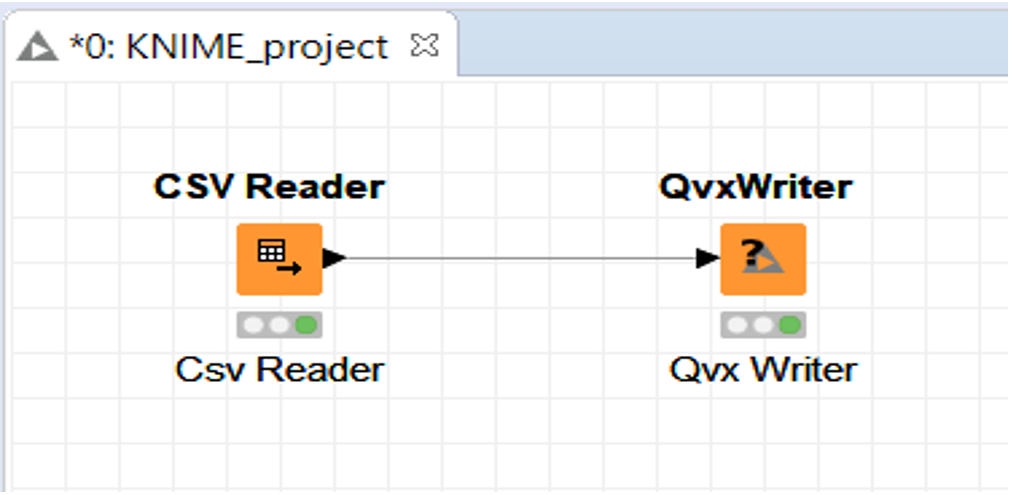 *0: KNIME_project
CSV Reader
QvxWriter
?
Csv Reader
Qvx Writer